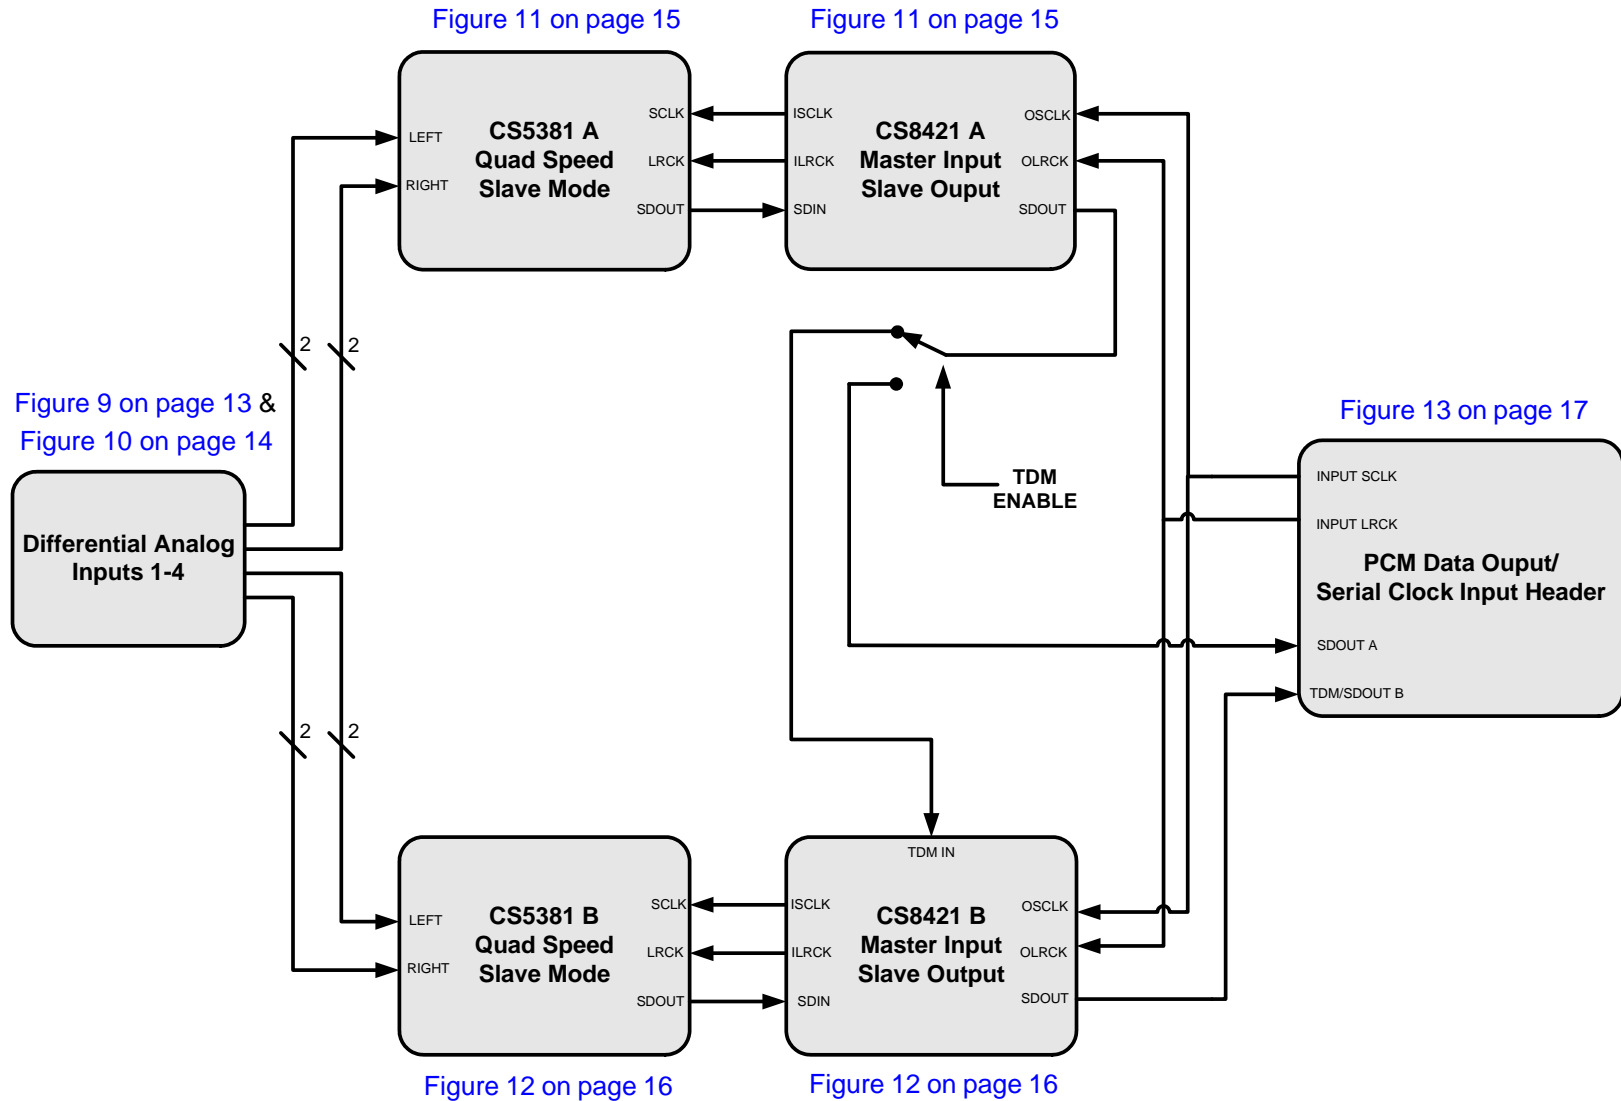 Figure 11 on page 15
Figure 11 on page 15
CS5381 A
Quad Speed
Slave Mode
LEFT
RIGHT
SCLK
LRCK
SDOUT
CS8421 A
Master Input
Slave Ouput
ISCLK
ILRCK
SDIN
OSCLK
OLRCK
SDOUT
2
2
Figure 9 on page 13 &
Figure 10 on page 14
Differential Analog
Inputs 1-4
TDM
ENABLE
Figure 13 on page 17
INPUT SCLK
INPUT LRCK
PCM Data Ouput/
Serial Clock Input Header
SDOUT A
TDM/SDOUT B
2
2
CS5381 B
Quad Speed
Slave Mode
LEFT
RIGHT
SCLK
LRCK
SDOUT
TDM IN
CS8421 B
Master Input
Slave Output
ISCLK
ILRCK
SDIN
OSCLK
OLRCK
SDOUT
Figure 12 on page 16
Figure 12 on page 16